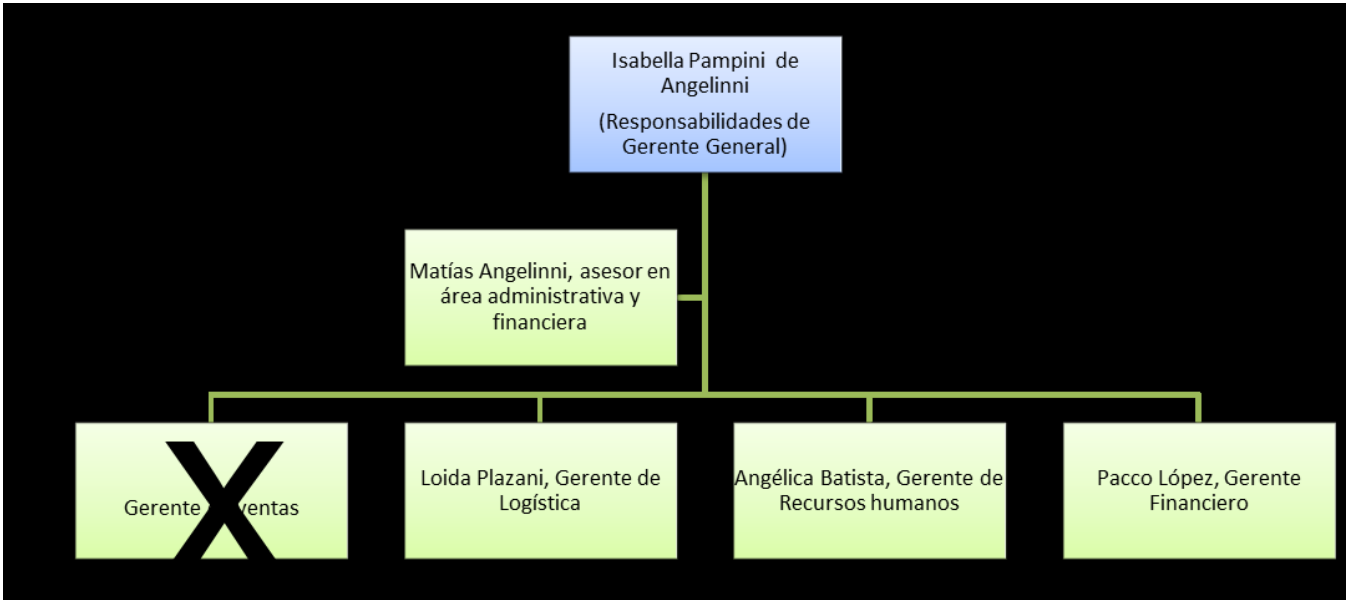 Isabella Pampini de
Angelinni
(Responsabilidades de
Gerente General)
Matías Angelinni, asesor en
área administrativa y
financiera
Gerente ventas
X
Loida Plazani, Gerente de
Logística
Angélica Batista, Gerente de
Recursos humanos
Pacco López, Gerente
Financiero